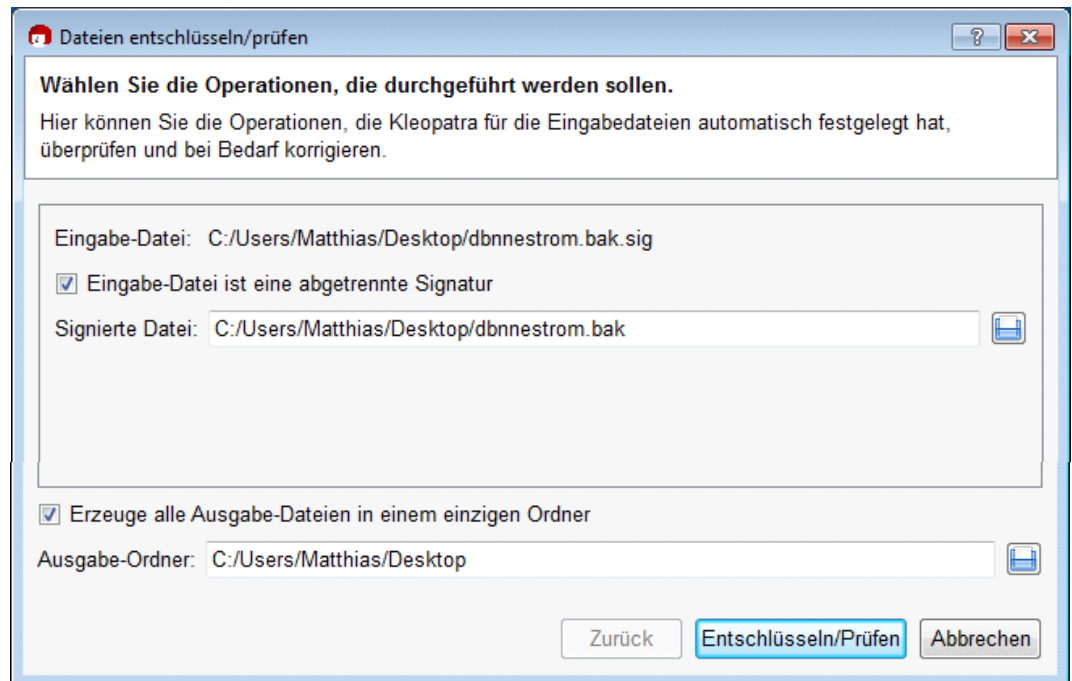 Dateien entschlüsseln/prüfen
Wählen Sie die Operationen, die durchgeführt werden sollen.
Hier können Sie die Operationen, die Kleopatra für die Eingabedateien automatisch festgelegt hat,
überprüfen und bei Bedarf korrigieren.
Eingabe-Datei: C:/Users/Matthias/Desktop/dbnnestrom.bak.sig
Eingabe-Datei ist eine abgetrennte Signatur
Signierte Datei: C:/Users/Matthias/Desktop/dbnnestrom.bak
Erzeuge alle Ausgabe-Dateien in einem einzigen Ordner
Ausgabe-Ordner: C:/Users/Matthias/Desktop
Zurück Entschlüsseln/Prüfen Abbrechen